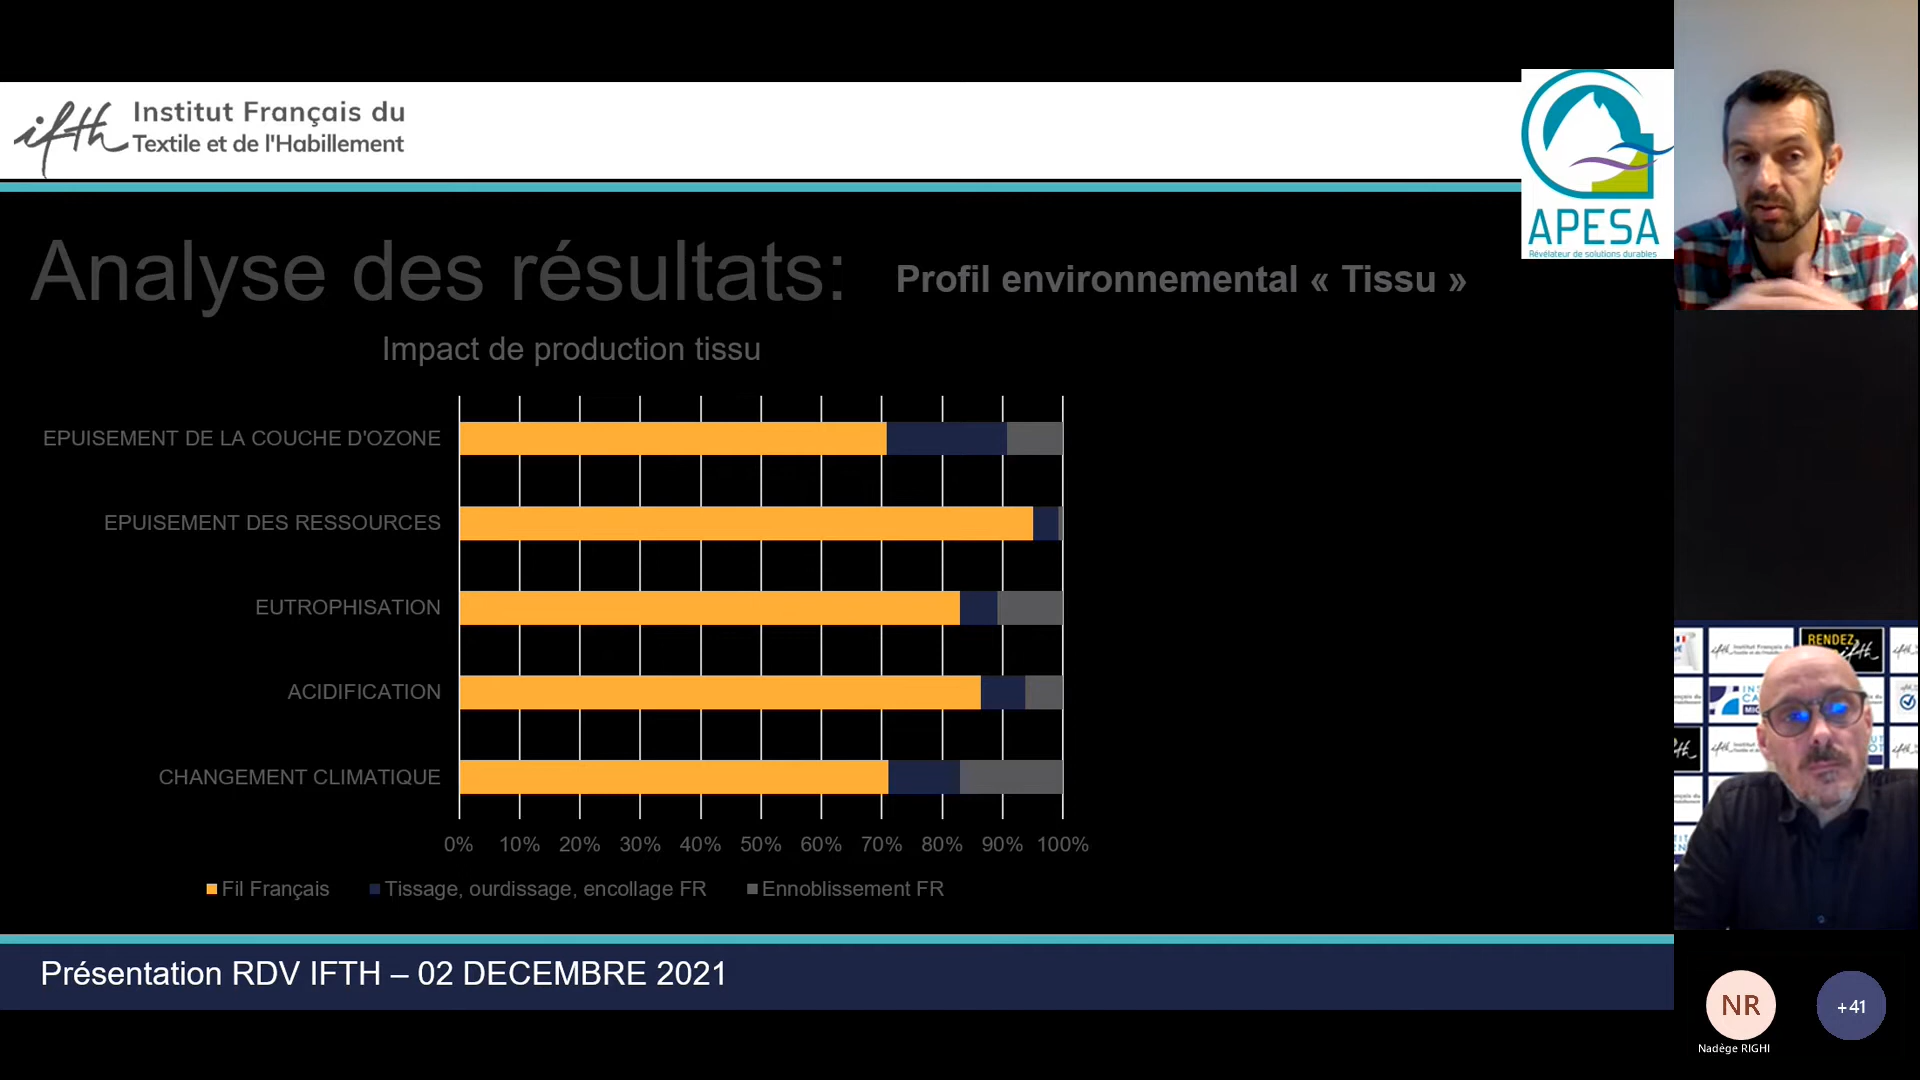 ifth Institut Français du
Textile et de l'Habillement
APESA
Révélateur de solutions durables
Analyse des résultats:
Profil environnemental « Tissu »
Impact de production tissu
EPUISEMENT DE LA COUCHE D'OZONE
EPUISEMENT DES RESSOURCES
EUTROPHISATION
ACIDIFICATION
CHANGEMENT CLIMATIQUE
0% 10% 20% 30% 40% 50% 60% 70% 80% 90% 100%
Fil Français Tissage, ourdissage, encollage FR Ennoblissement FR
Présentation RDV IFTH – 02 DECEMBRE 2021
RENDEZ
ifth
NR
+41
Nadège RIGHI